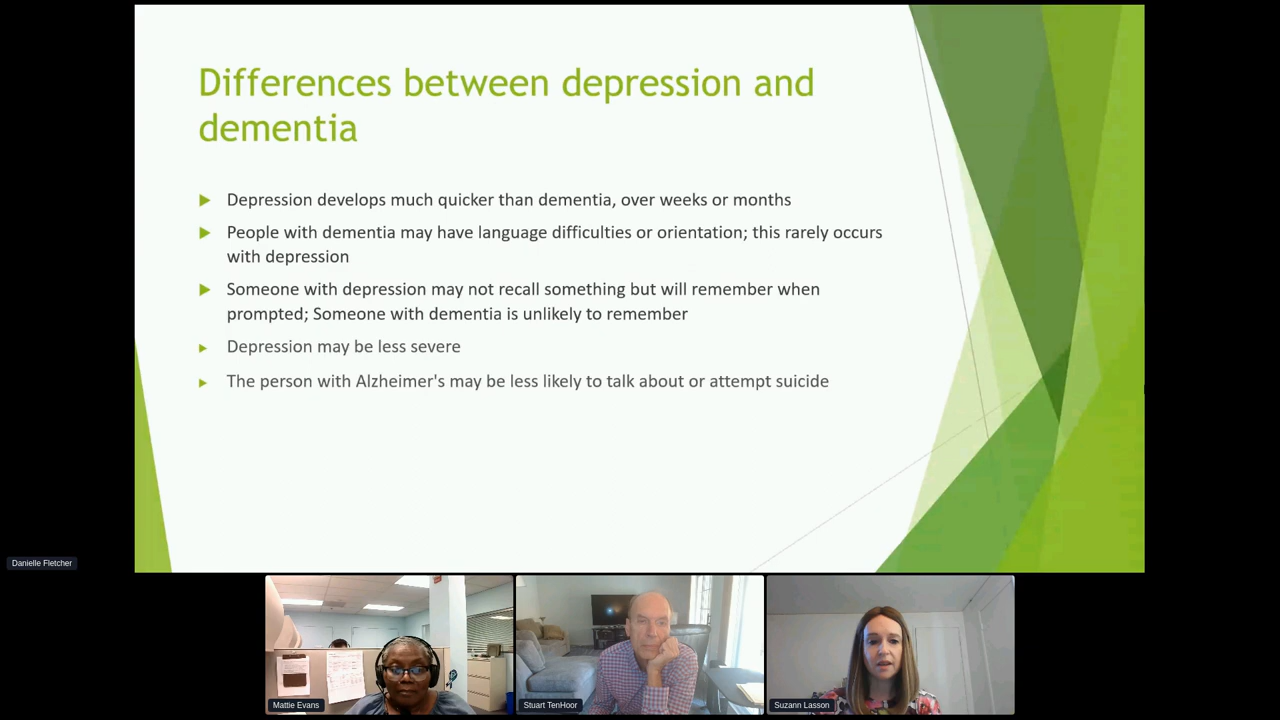 Differences between depression and
dementia
Depression develops much quicker than dementia, over weeks or months
People with dementia may have language difficulties or orientation; this rarely occurs
with depression
Someone with depression may not recall something but will remember when
prompted; Someone with dementia is unlikely to remember
Depression may be less severe
The person with Alzheimer's may be less likely to talk about or attempt suicide
Danielle Fletcher
Mattie Evans
Stuart TenHoor
Suzann Lasson